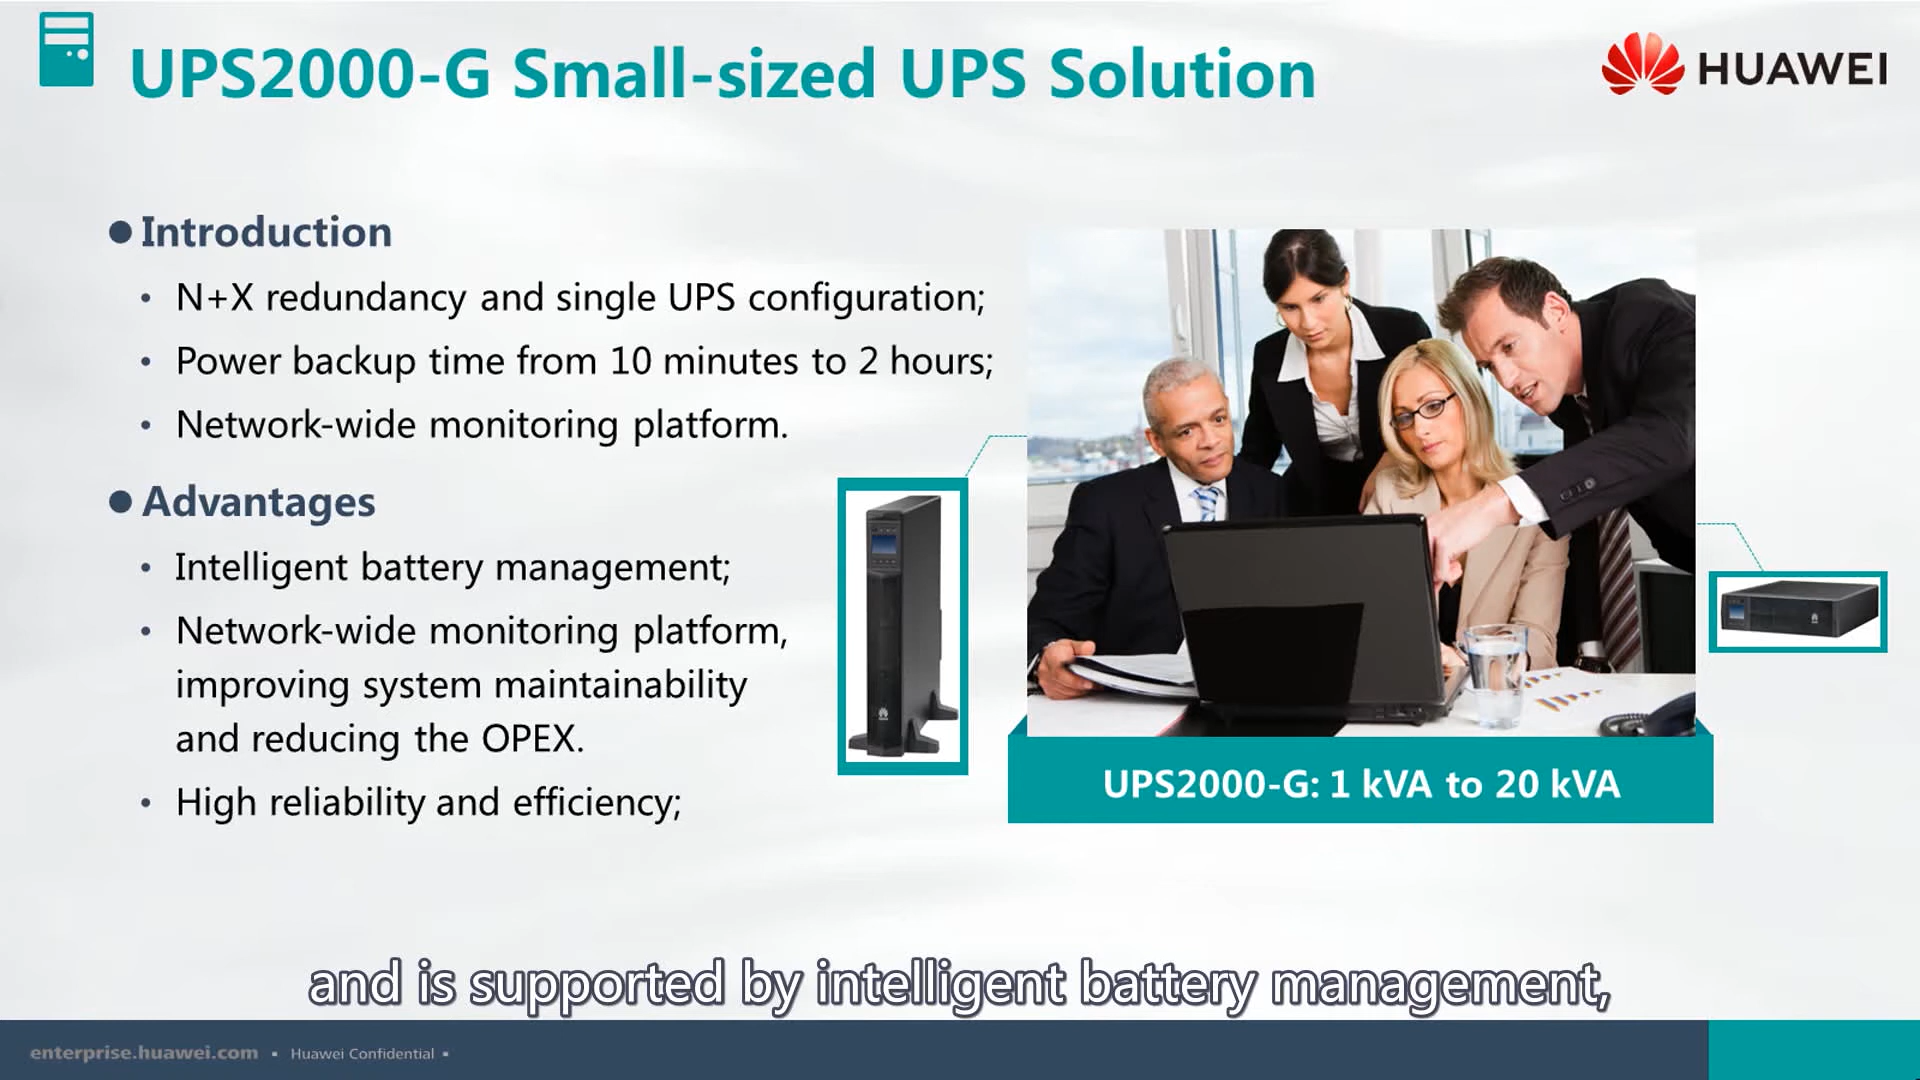 UPS2000-G Small-sized UPS Solution
HUAWEI
● Introduction
• N+X redundancy and single UPS configuration;
• Power backup time from 10 minutes to 2 hours;
• Network-wide monitoring platform.
● Advantages
• Intelligent battery management;
• Network-wide monitoring platform,
improving system maintainability
and reducing the OPEX.
• High reliability and efficiency;
UPS2000-G: 1 kVA to 20 kVA
and is supported by intelligent battery management,
enterprise.huawei.com ▪ Huawei Confidential ▪